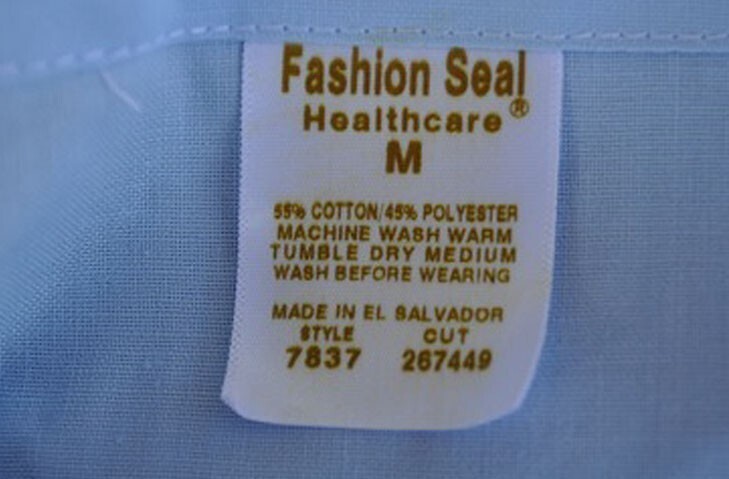 Fashion Seal
Healthcare®
M
55% COTTON/45% POLYESTER
MACHINE WASH WARM
TUMBLE DRY MEDIUM
WASH BEFORE WEARING
MADE IN EL SALVADOR
STYLE CUT
7837 267449